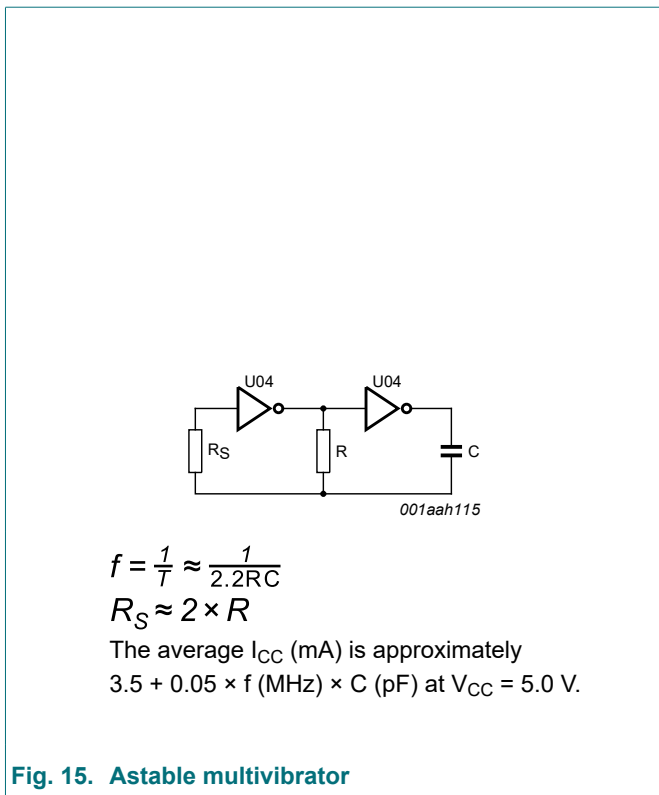 U04 U04
RS R C
001aah115
f = 1/T ≈ 1/2.2RC
RS ≈ 2 × R
The average ICC (mA) is approximately
3.5 + 0.05 × f (MHz) × C (pF) at VCC = 5.0 V.
Fig. 15. Astable multivibrator